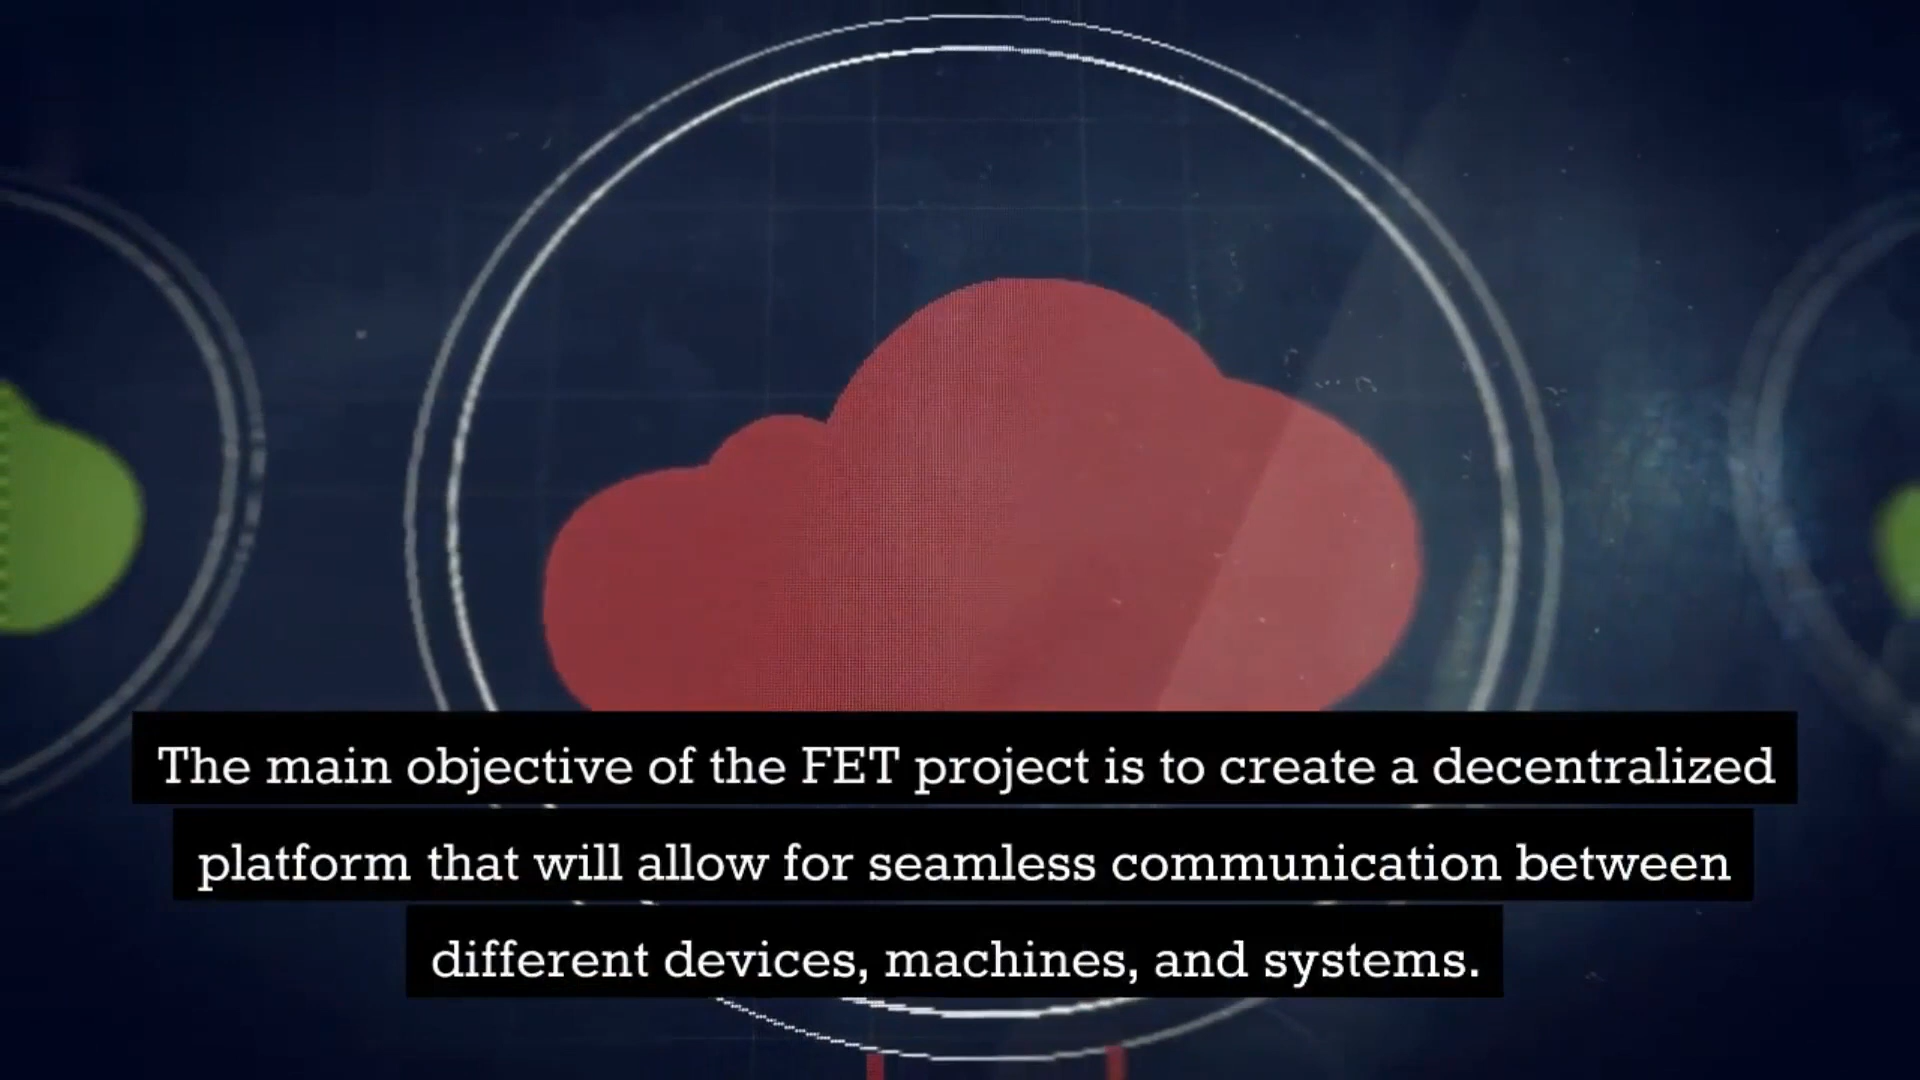 The main objective of the FET project is to create a decentralized
platform that will allow for seamless communication between
different devices, machines, and systems.